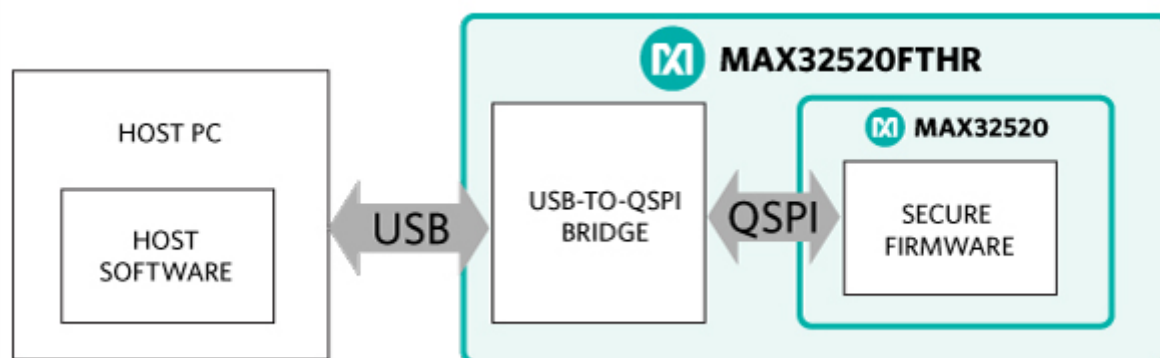 MAX32520FTHR
HOST PC
HOST
SOFTWARE
USB
USB-TO-QSPI
BRIDGE
QSPI
MAX32520
SECURE
FIRMWARE